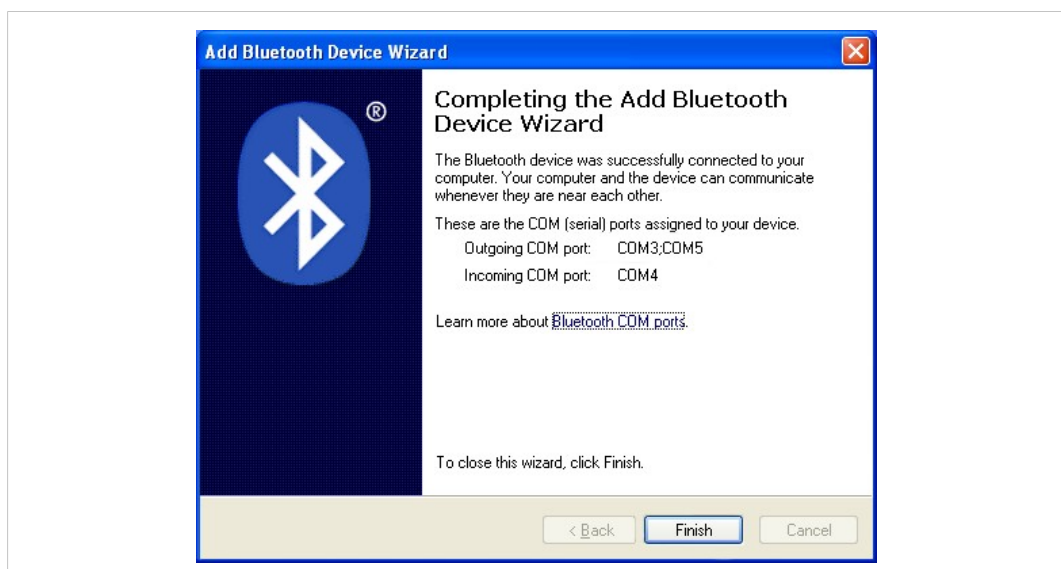 Add Bluetooth Device Wizard
®
Completing the Add Bluetooth
Device Wizard
The Bluetooth device was successfully connected to your
computer. Your computer and the device can communicate
whenever they are near each other.
These are the COM (serial) ports assigned to your device.
Outgoing COM port: COM3;COM5
Incoming COM port: COM4
Learn more about Bluetooth COM ports.
To close this wizard, click Finish.
< Back Finish Cancel